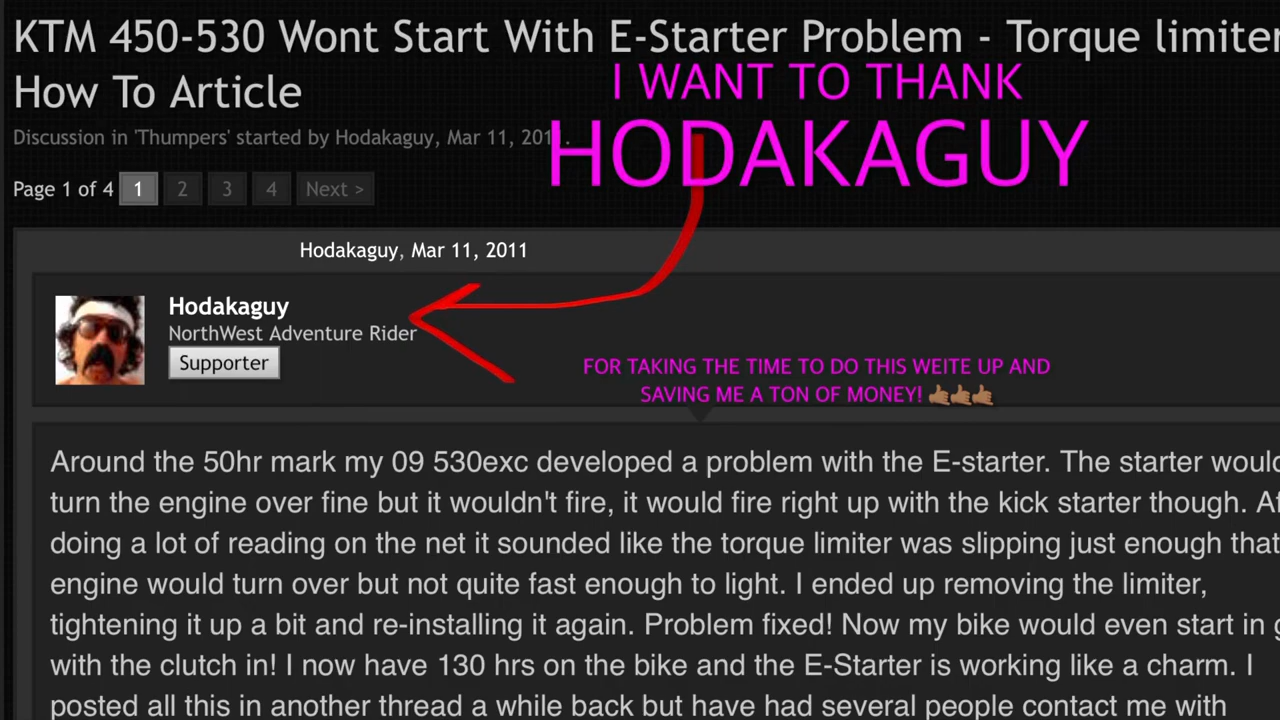 KTM 450-530 Wont Start With E-Starter Problem - Torque limiter
How To Article
I WANT TO THANK
HODAKAGUY
Discussion in 'Thumpers' started by Hodakaguy, Mar 11, 2011.
Page 1 of 4 1 2 3 4 Next >
Hodakaguy, Mar 11, 2011
Hodakaguy
NorthWest Adventure Rider
Supporter
FOR TAKING THE TIME TO DO THIS WEITE UP AND
SAVING ME A TON OF MONEY! 🤙🏽🤙🏽🤙🏽
Around the 50hr mark my 09 530exc developed a problem with the E-starter. The starter would
turn the engine over fine but it wouldn't fire, it would fire right up with the kick starter though.
doing a lot of reading on the net it sounded like the torque limiter was slipping just enough that
engine would turn over but not quite fast enough to light. I ended up removing the limiter,
tightening it up a bit and re-installing it again. Problem fixed! Now my bike would even start in
with the clutch in! I now have 130 hrs on the bike and the E-Starter is working like a charm. I
posted all this in another thread a while back but have had several people contact me with